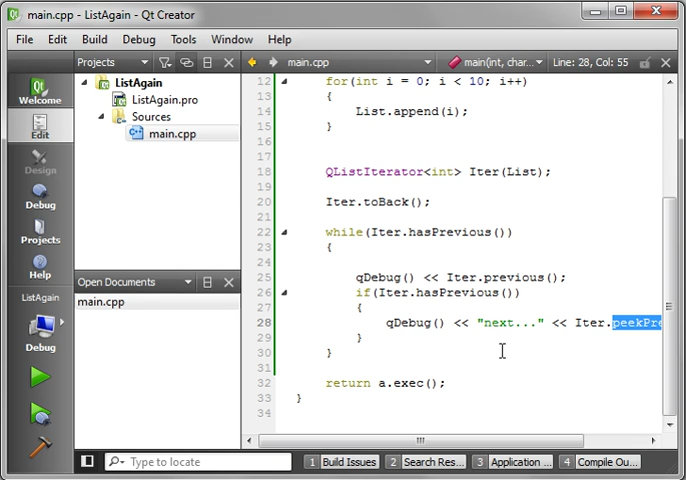 main.cpp - ListAgain - Qt Creator
File Edit Build Debug Tools Window Help
Projects main.cpp main(int, char... Line: 28, Col: 55
Welcome
Edit
Design
Debug
Projects
Help
ListAgain
Debug
ListAgain
ListAgain.pro
Sources
main.cpp
Open Documents
main.cpp
12 for(int i = 0; i < 10; i++)
13 {
14 List.append(i);
15 }
16
17
18 QListIterator<int> Iter(List);
19
20 Iter.toBack();
21
22 while(Iter.hasPrevious())
23 {
24
25 qDebug() << Iter.previous();
26 if(Iter.hasPrevious())
27 {
28 qDebug() << "next..." << Iter.peekPre
29 }
30 }
31
32 return a.exec();
33 }
34
Type to locate 1 Build Issues 2 Search Res... 3 Application ... 4 Compile Ou...